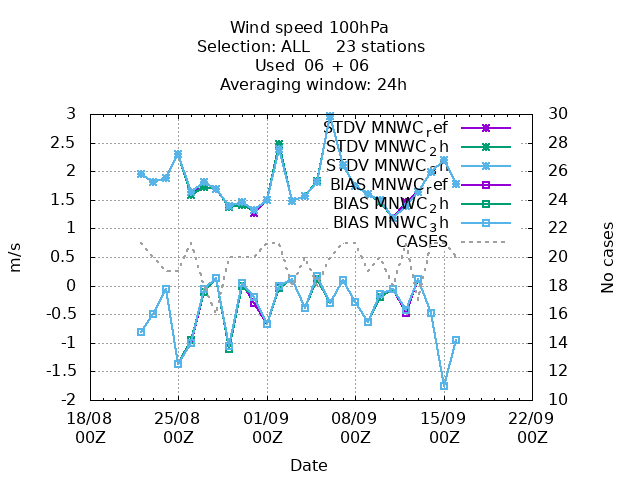 Wind speed 100hPa
Selection: ALL 23 stations
Used 06 + 06
Averaging window: 24h
3 30
2.5 28
2 26
1.5 24
1 22
0.5 20
0 18
-0.5 16
-1 14
-1.5 12
-2 10
STDV MNWC_ref
STDV MNWC_2h
STDV MNWC_3h
BIAS MNWC_ref
BIAS MNWC_2h
BIAS MNWC_3h
CASES
m/s
No cases
18/08 25/08 01/09 08/09 15/09 22/09
00Z 00Z 00Z 00Z 00Z 00Z
Date